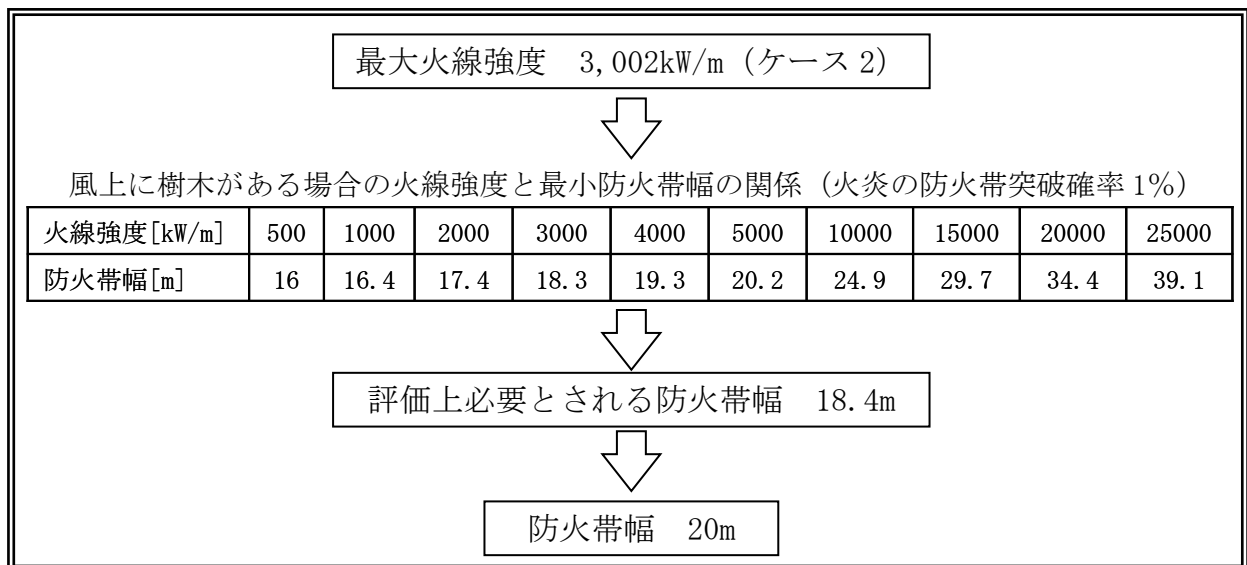 最大火線強度　3,002kW/m（ケース 2）
風上に樹木がある場合の火線強度と最小防火帯幅の関係（火炎の防火帯突破確率 1%）
火線強度[kW/m] 500 1000 2000 3000 4000 5000 10000 15000 20000 25000
防火帯幅[m] 16 16.4 17.4 18.3 19.3 20.2 24.9 29.7 34.4 39.1
評価上必要とされる防火帯幅　18.4m
防火帯幅　20m